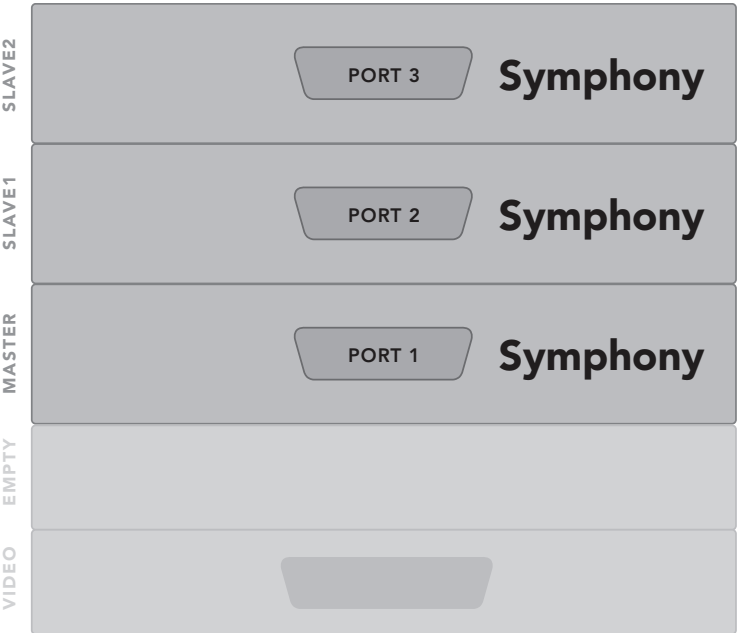 SLAVE2
PORT 3
Symphony
SLAVE1
PORT 2
Symphony
MASTER
PORT 1
Symphony
EMPTY
VIDEO